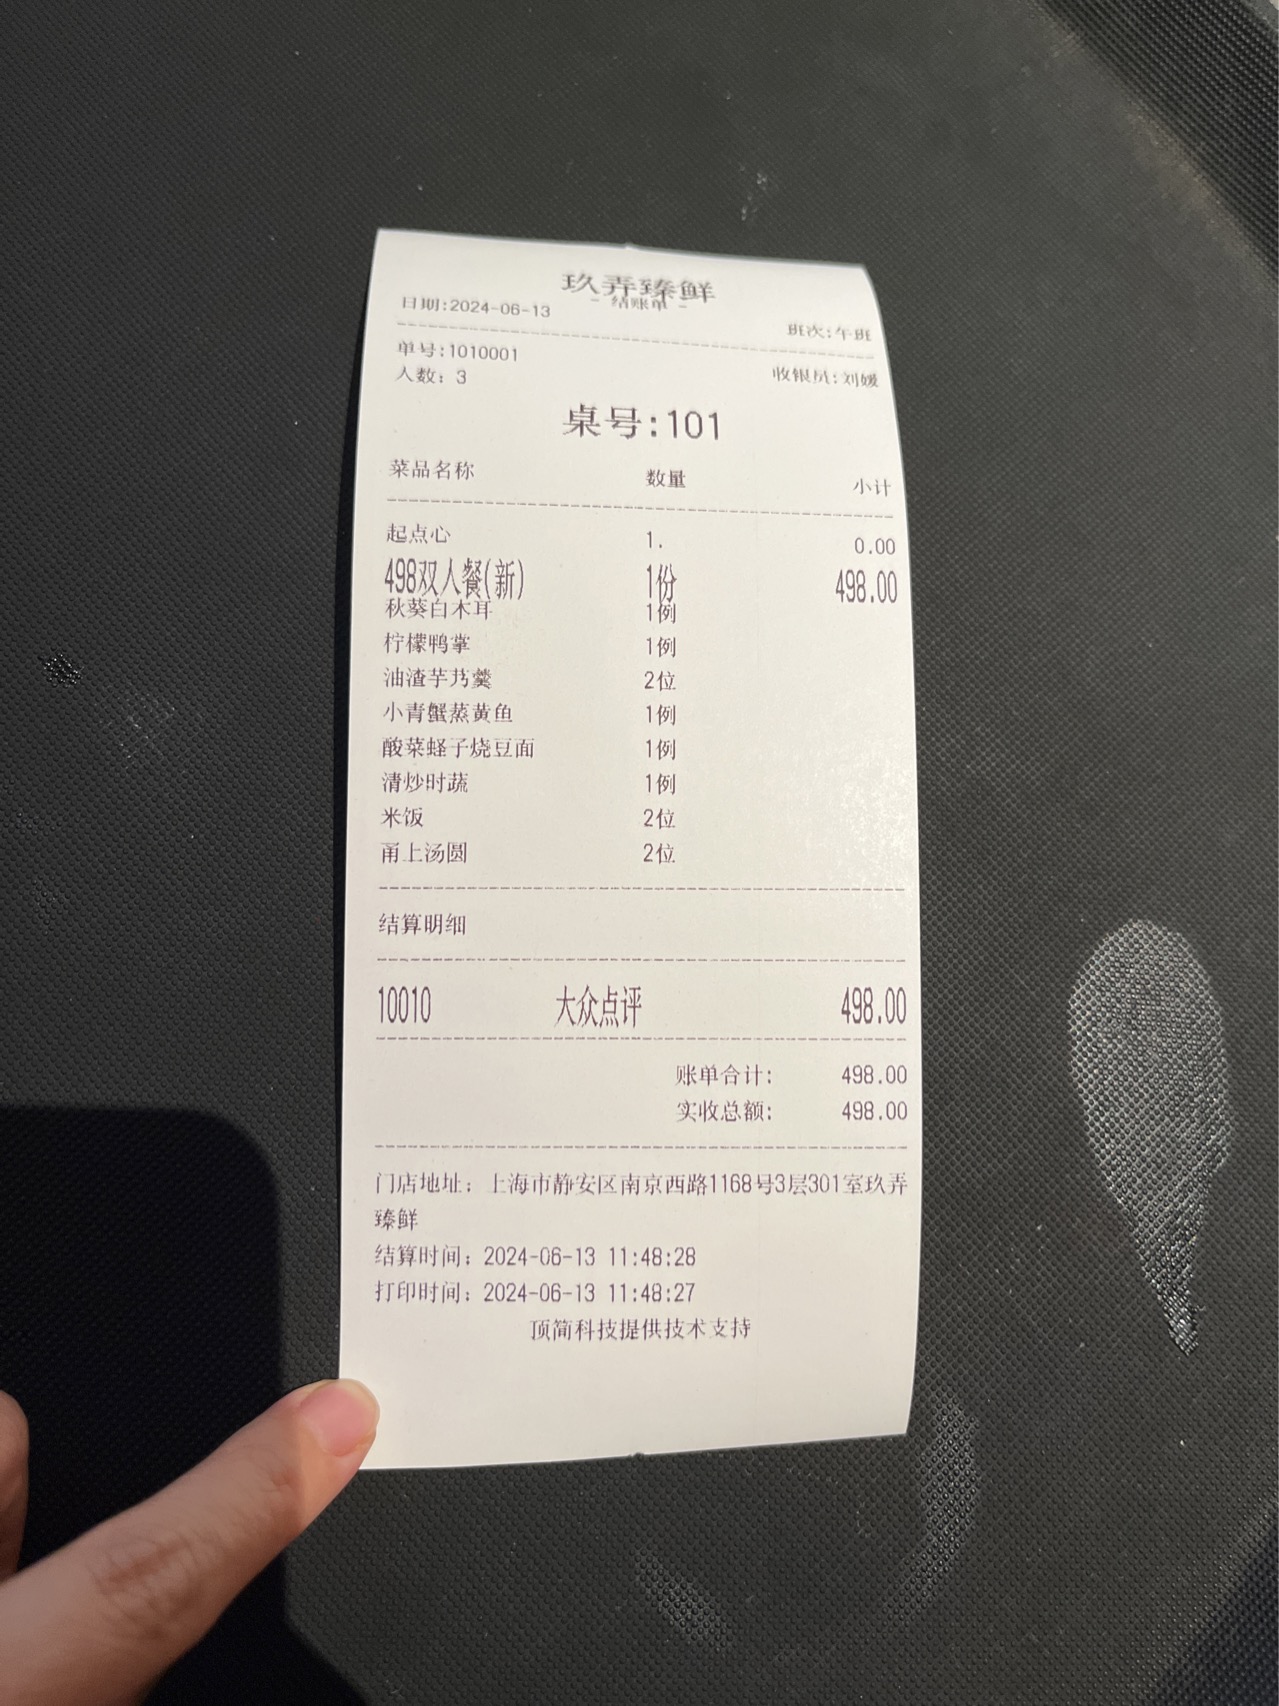 玖弄臻鲜
- 结账单 -
日期:2024-06-13 班次:午班
单号:1010001
人数: 3 收银员:刘媛
桌号:101
菜品名称 数量 小计
起点心 1. 0.00
498双人餐(新) 1份 498.00
秋葵白木耳 1例
柠檬鸭掌 1例
油渣芋艿羹 2位
小青蟹蒸黄鱼 1例
酸菜蛏子烧豆面 1例
清炒时蔬 1例
米饭 2位
甬上汤圆 2位
结算明细
10010 大众点评 498.00
账单合计: 498.00
实收总额: 498.00
门店地址: 上海市静安区南京西路1168号3层301室玖弄
臻鲜
结算时间: 2024-06-13 11:48:28
打印时间: 2024-06-13 11:48:27
顶简科技提供技术支持